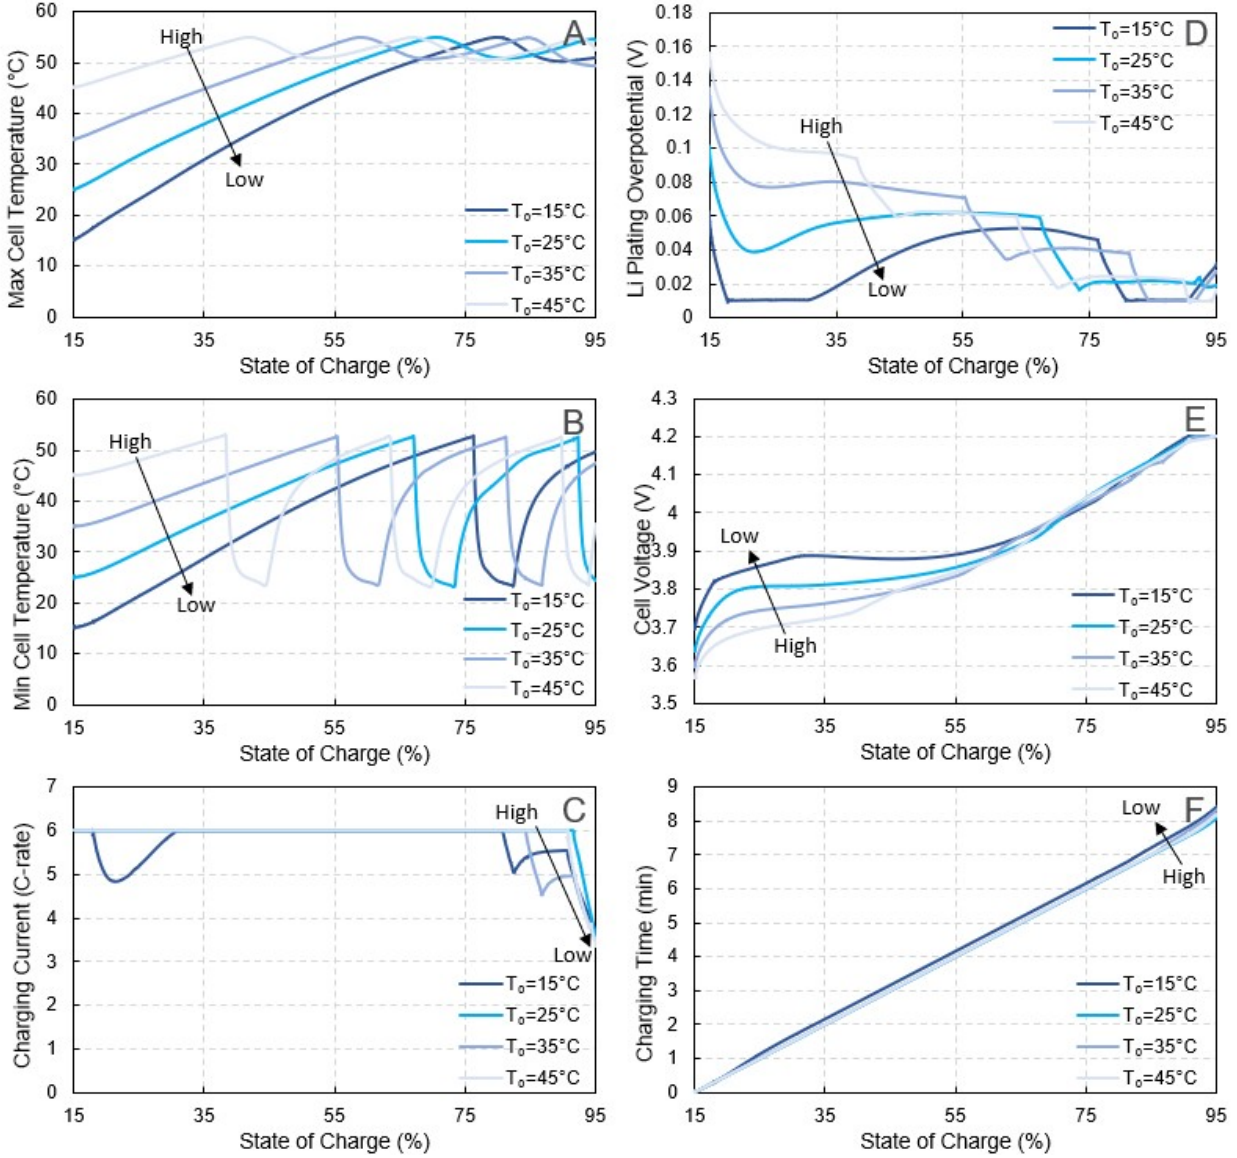 A
Max Cell Temperature (°C)
60
50
40
30
20
10
0
High
Low
T₀=15°C
T₀=25°C
T₀=35°C
T₀=45°C
15 35 55 75 95
State of Charge (%)
D
Li Plating Overpotential (V)
0.18
0.16
0.14
0.12
0.1
0.08
0.06
0.04
0.02
0
T₀=15°C
T₀=25°C
T₀=35°C
T₀=45°C
High
Low
15 35 55 75 95
State of Charge (%)
B
Min Cell Temperature (°C)
60
50
40
30
20
10
0
High
Low
T₀=15°C
T₀=25°C
T₀=35°C
T₀=45°C
15 35 55 75 95
State of Charge (%)
E
Cell Voltage (V)
4.3
4.2
4.1
4
3.9
3.8
3.7
3.6
3.5
Low
High
T₀=15°C
T₀=25°C
T₀=35°C
T₀=45°C
15 35 55 75 95
State of Charge (%)
C
Charging Current (C-rate)
7
6
5
4
3
2
1
0
High
Low
T₀=15°C
T₀=25°C
T₀=35°C
T₀=45°C
15 35 55 75 95
State of Charge (%)
F
Charging Time (min)
9
8
7
6
5
4
3
2
1
0
Low
High
T₀=15°C
T₀=25°C
T₀=35°C
T₀=45°C
15 35 55 75 95
State of Charge (%)